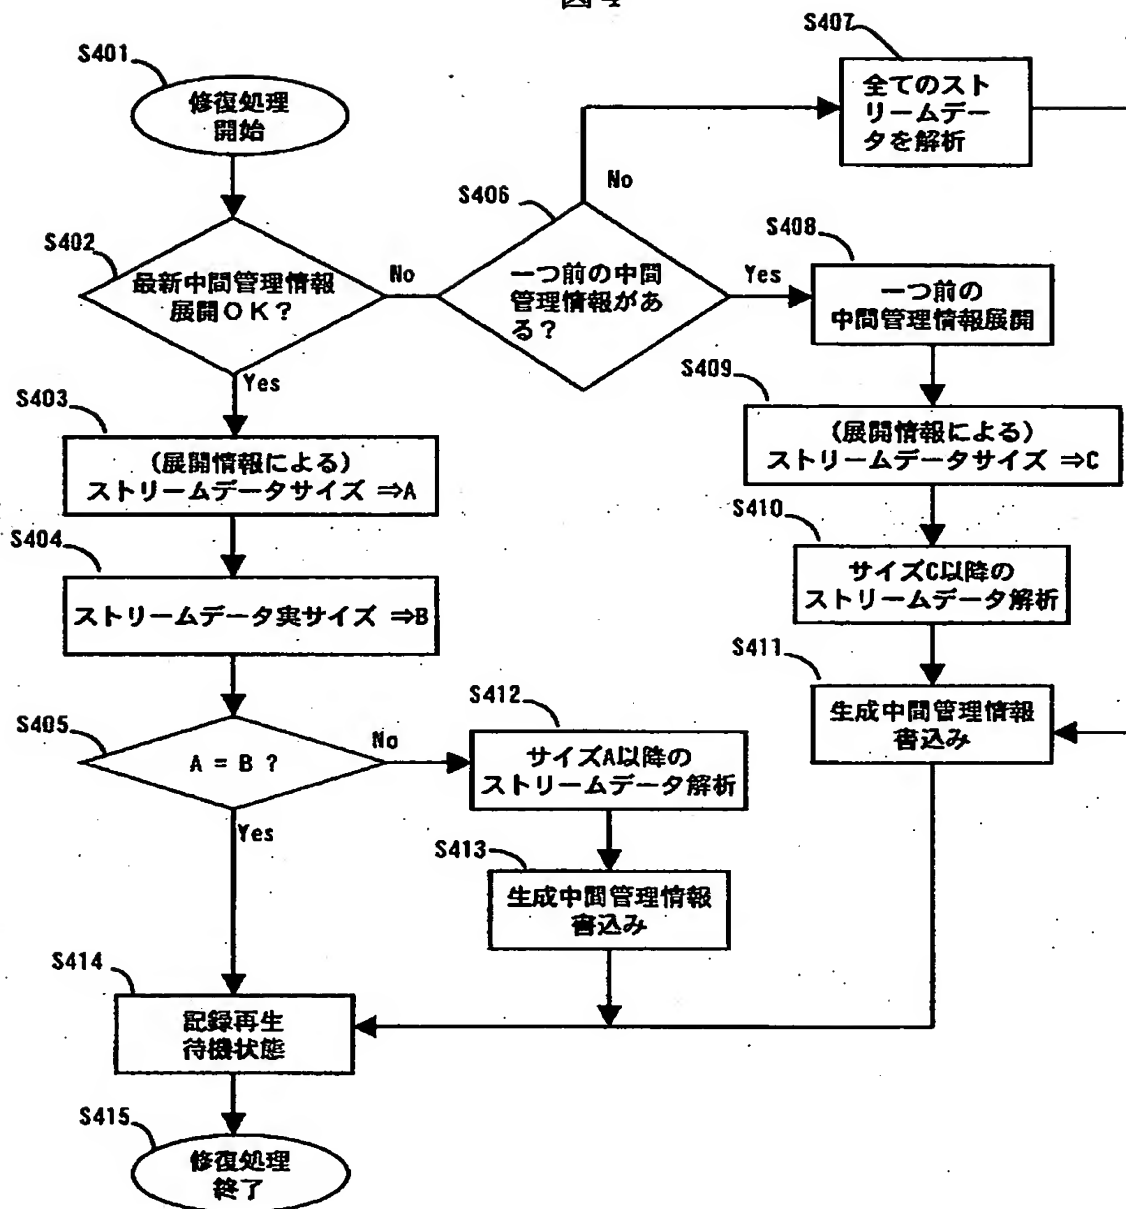 図4
S401
修復処理
開始
S402
最新中間管理情報
展開OK?
No
Yes
S403
(展開情報による)
ストリームデータサイズ ⇒A
S404
ストリームデータ実サイズ ⇒B
S405
A = B ?
No
Yes
S406
一つ前の中間
管理情報があ
る?
No
Yes
S407
全てのスト
リームデー
タを解析
S408
一つ前の
中間管理情報展開
S409
(展開情報による)
ストリームデータサイズ ⇒C
S410
サイズC以降の
ストリームデータ解析
S411
生成中間管理情報
書込み
S412
サイズA以降の
ストリームデータ解析
S413
生成中間管理情報
書込み
S414
記録再生
待機状態
S415
修復処理
終了